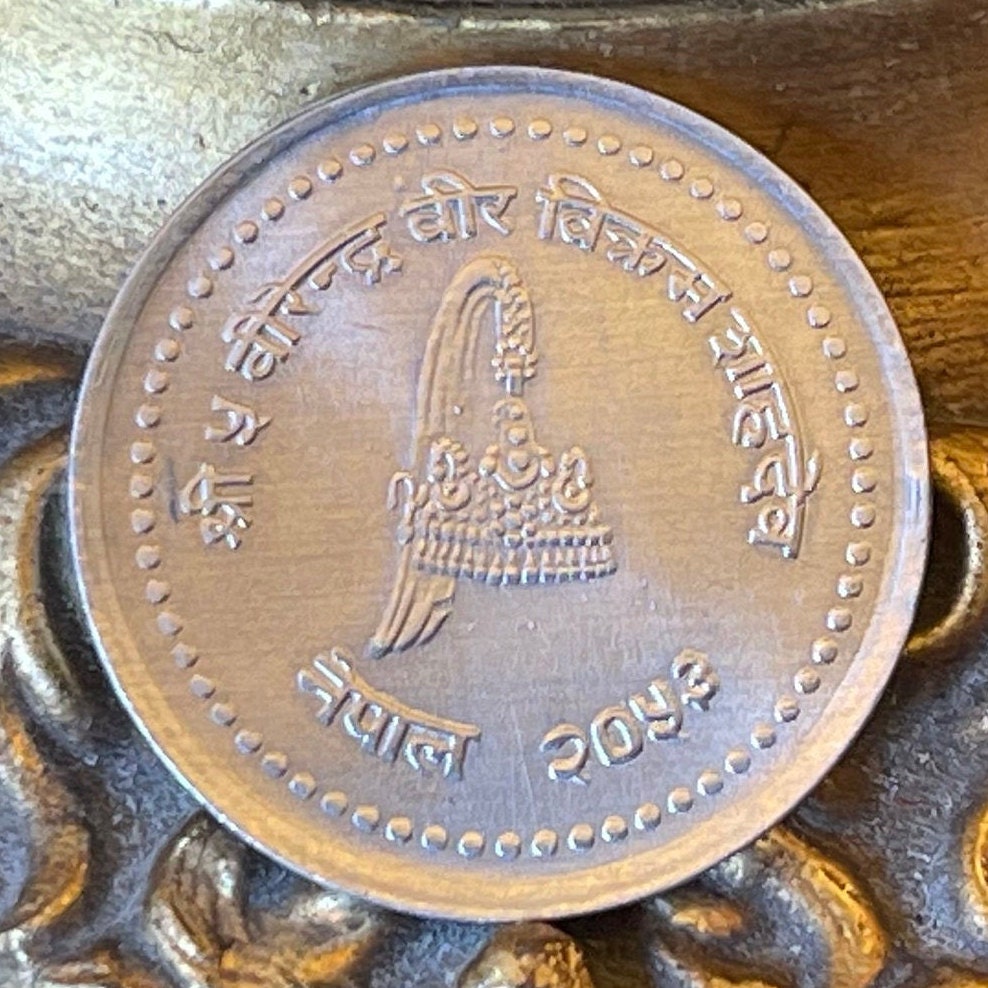 श्री ५ वीरेन्द्र वीर विक्रम शाहदेव
नेपाल २०५३